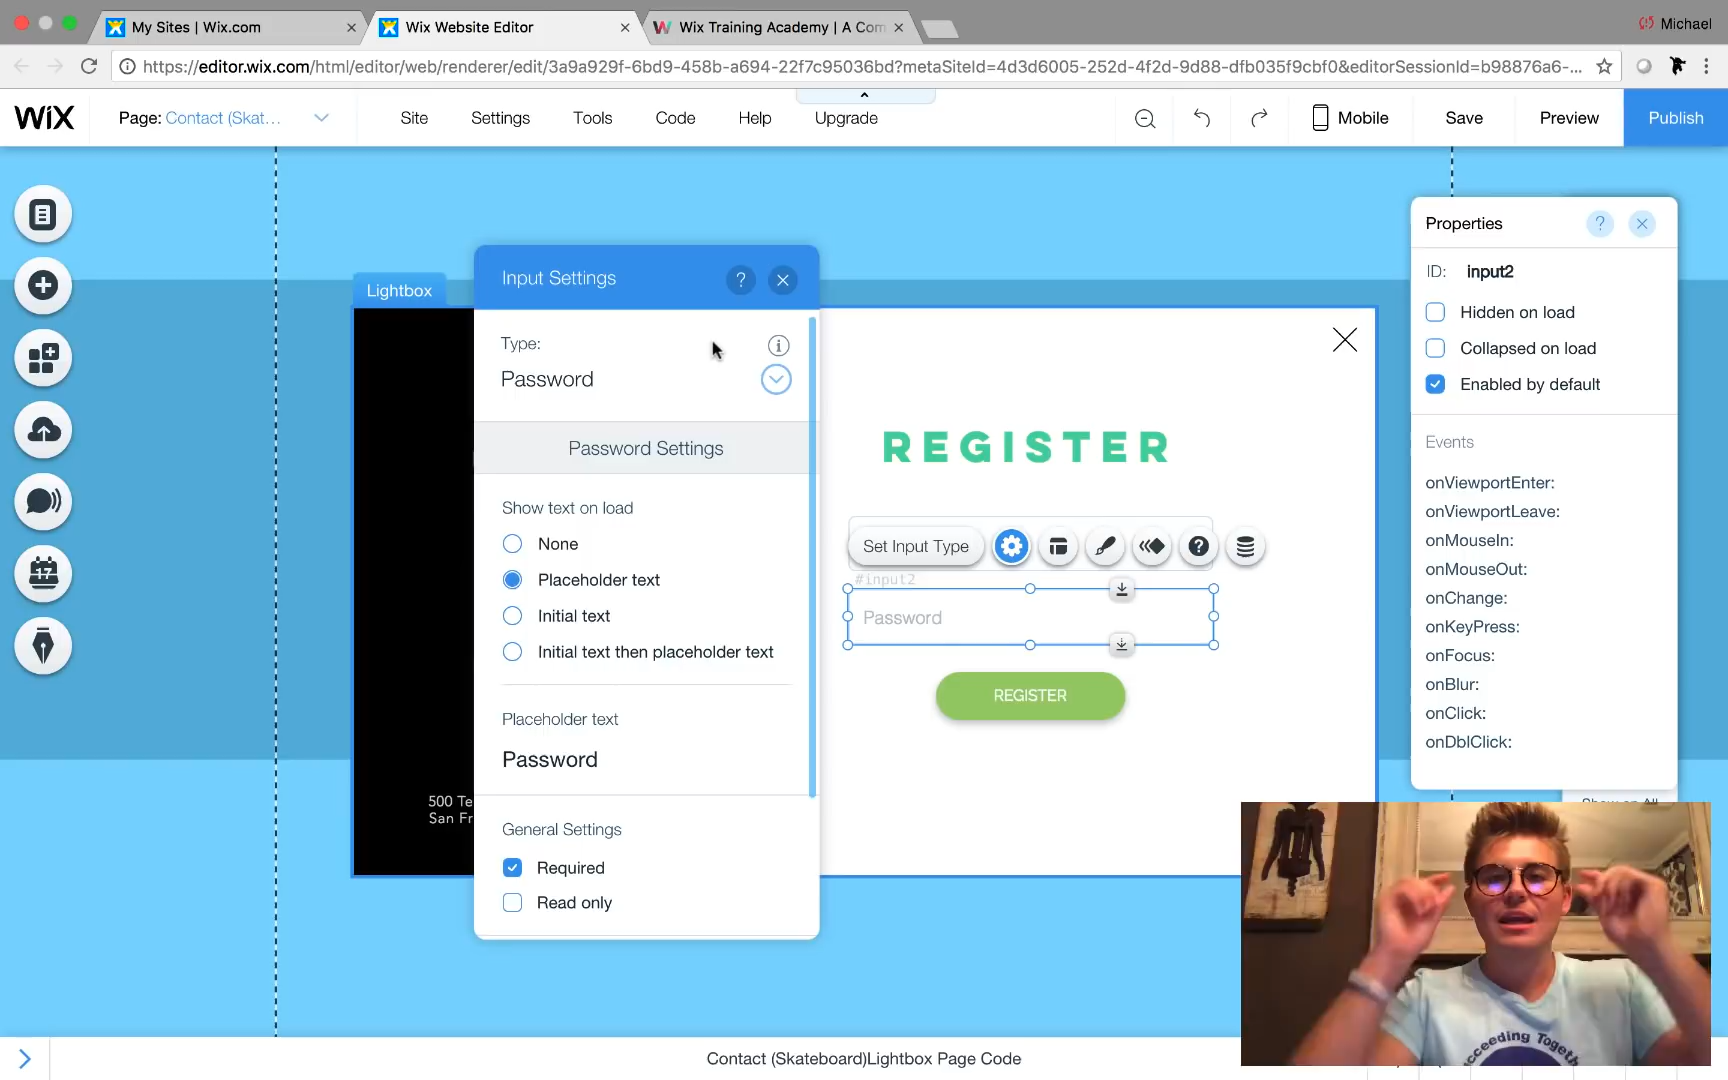 My Sites | Wix.com
Wix Website Editor
Wix Training Academy | A Com
Michael
https://editor.wix.com/html/editor/web/renderer/edit/3a9a929f-6bd9-458b-a694-22f7c95036bd?metaSiteId=4d3d6005-252d-4f2d-9d88-dfb035f9cbf0&editorSessionId=b98876a6-...
WiX
Page: Contact (Skat...
Site
Settings
Tools
Code
Help
Upgrade
Mobile
Save
Preview
Publish
17
Lightbox
500 Te
San Fr
Input Settings
?
Type:
Password
Password Settings
Show text on load
None
Placeholder text
Initial text
Initial text then placeholder text
Placeholder text
Password
General Settings
Required
Read only
REGISTER
Set Input Type
?
#input2
Password
REGISTER
Properties
?
ID: input2
Hidden on load
Collapsed on load
Enabled by default
Events
onViewportEnter:
onViewportLeave:
onMouseIn:
onMouseOut:
onChange:
onKeyPress:
onFocus:
onBlur:
onClick:
onDblClick:
Contact (Skateboard)Lightbox Page Code